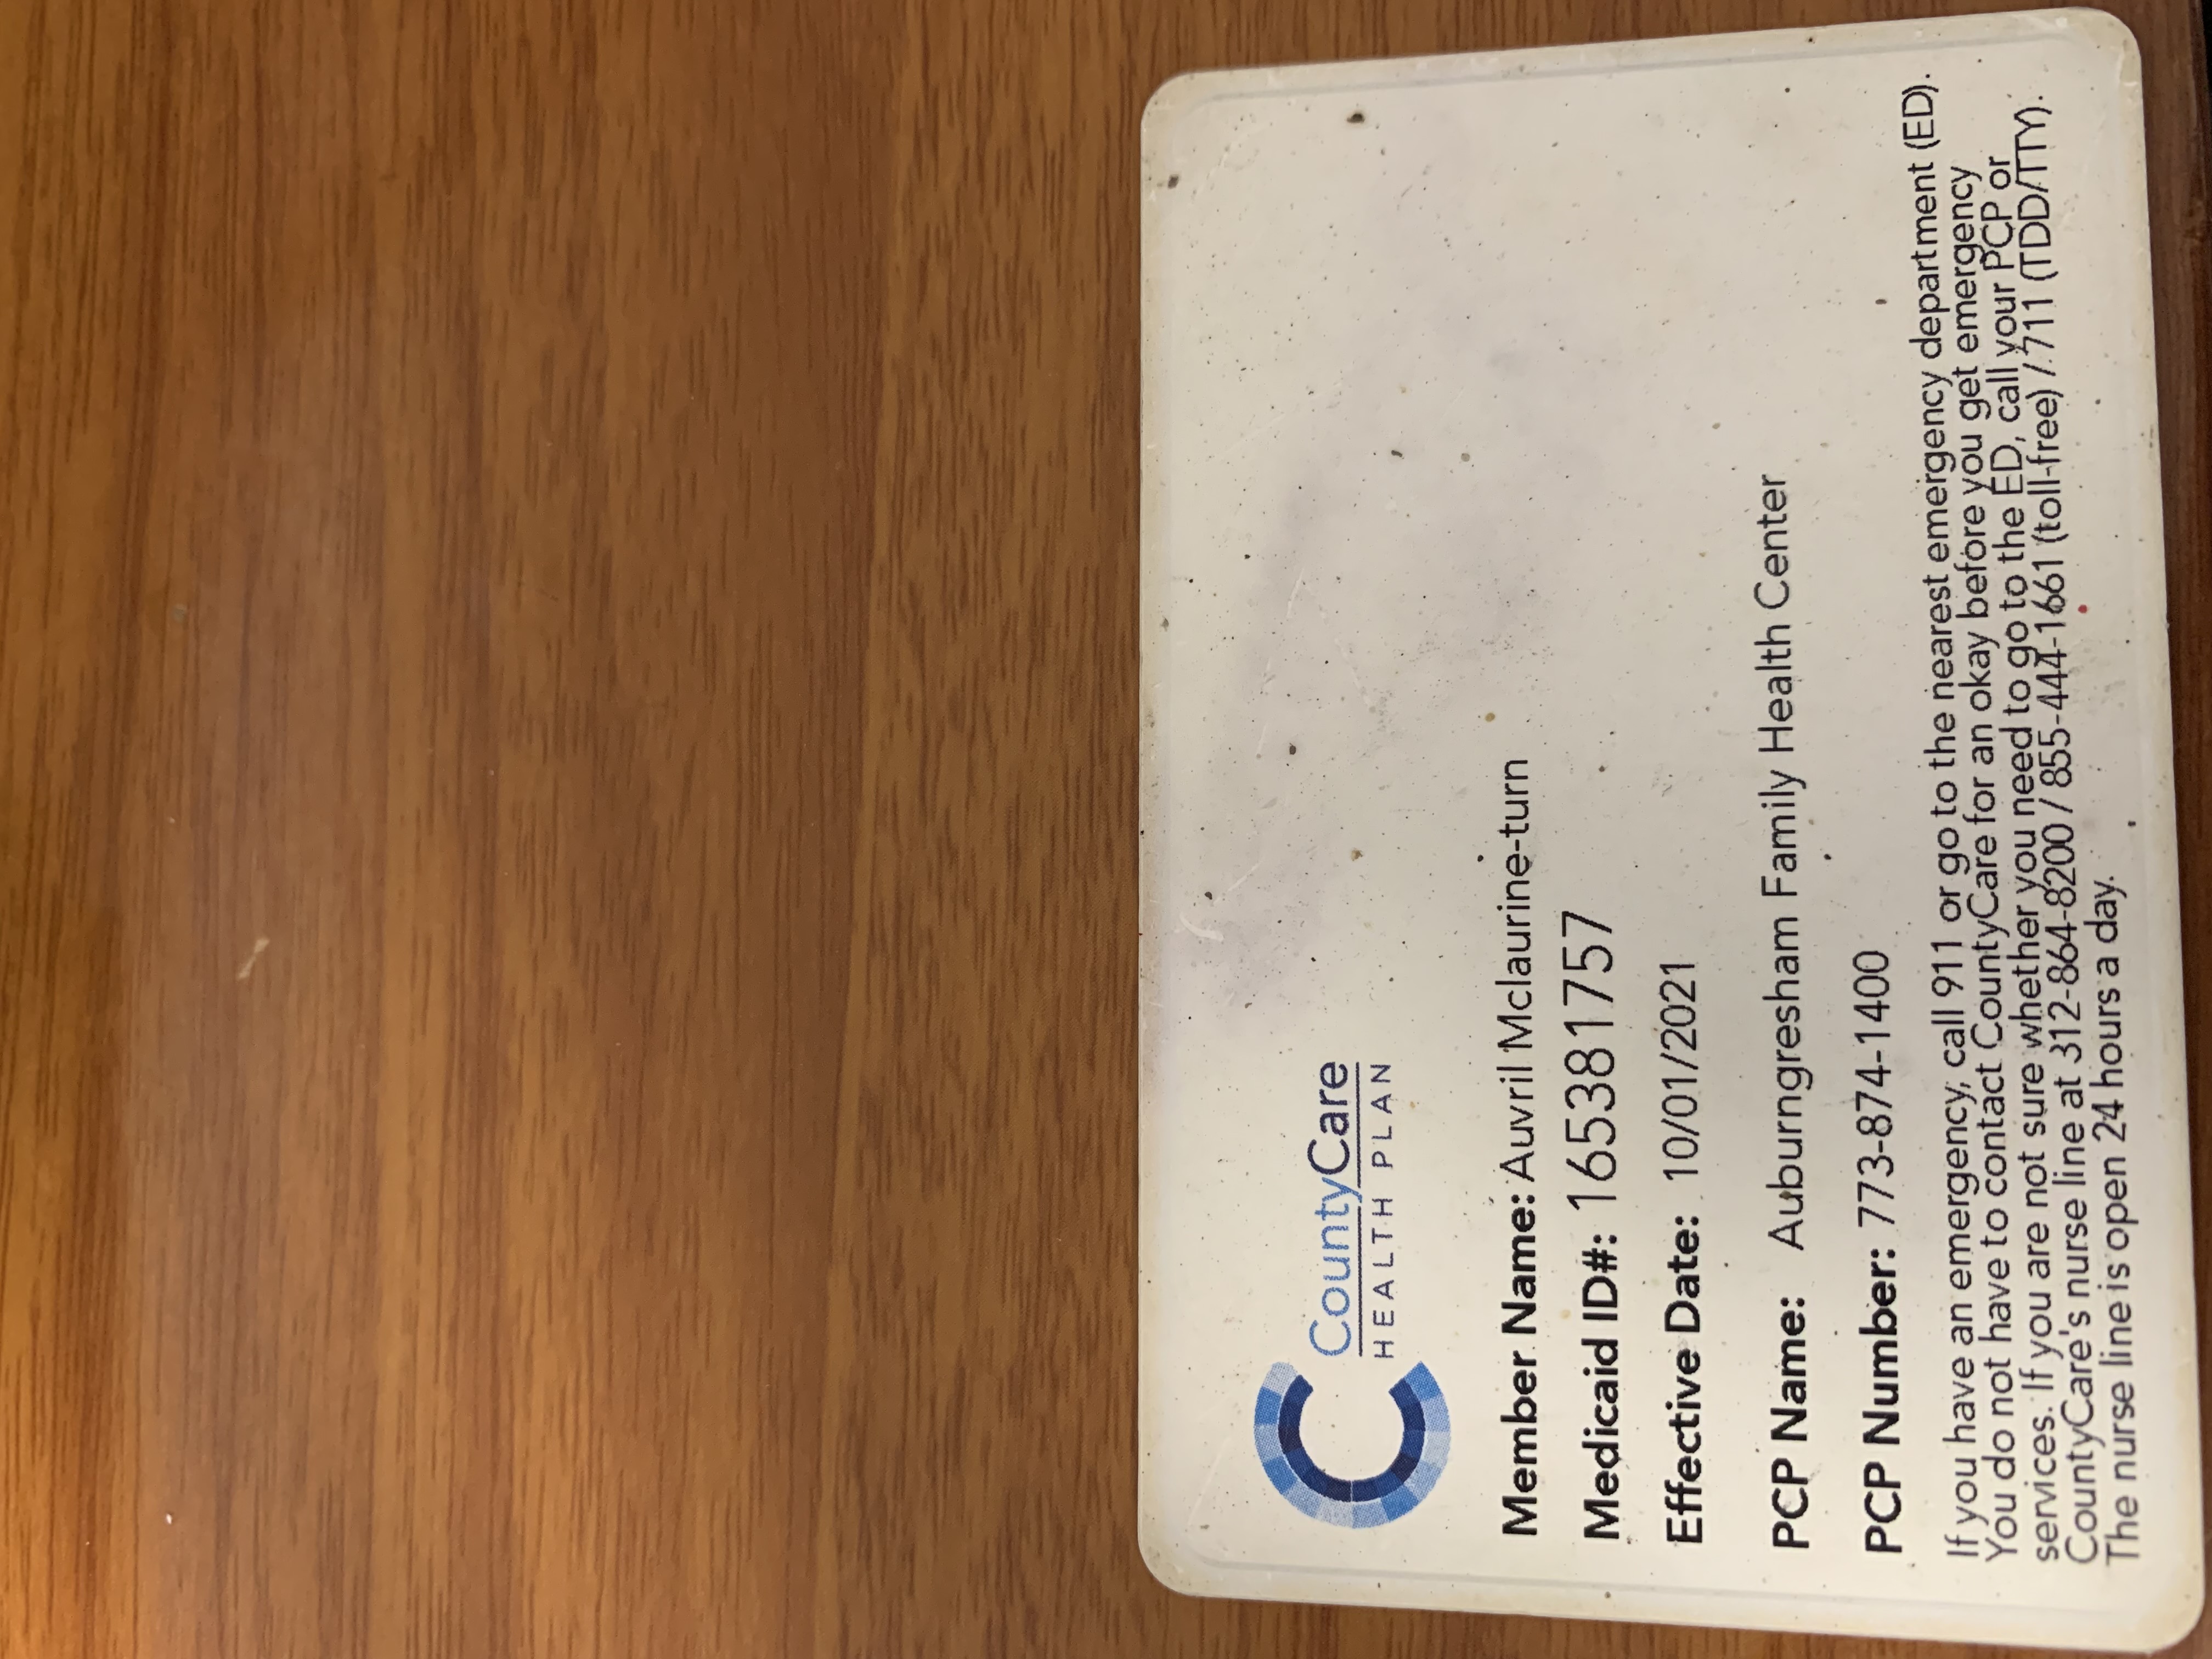 CountyCare
HEALTH PLAN
Member Name: Auvril Mclaurine-turn
Medicaid ID#: 165381757
Effective Date: 10/01/2021
PCP Name: Auburngresham Family Health Center
PCP Number: 773-874-1400
If you have an emergency, call 911 or go to the nearest emergency department (ED).
You do not have to contact CountyCare for an okay before you get emergency
services. If you are not sure whether you need to go to the ED, call your PCP or
CountyCare's nurse line at 312-864-8200 / 855-444-1661 (toll-free) / 711 (TDD/TTY).
The nurse line is open 24 hours a day.